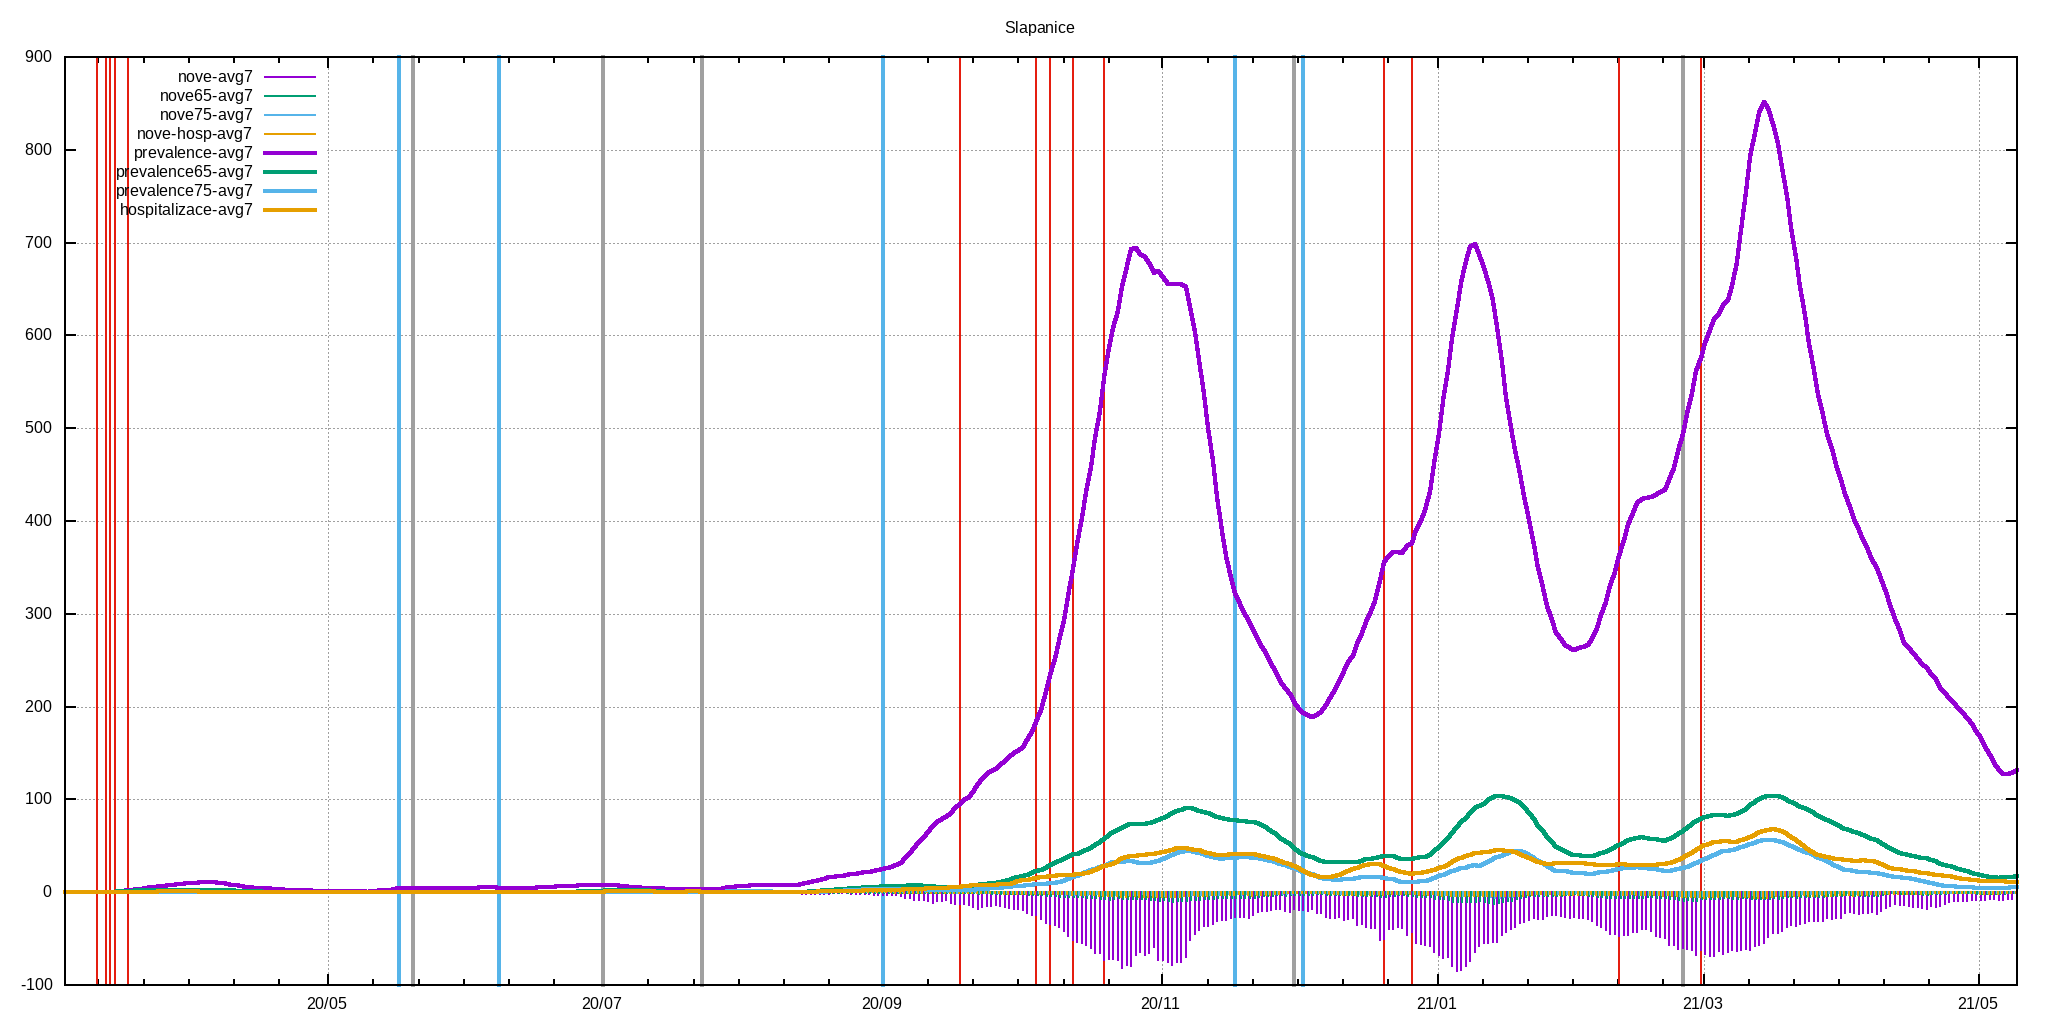 Slapanice
900
800
700
600
500
400
300
200
100
0
-100
nove-avg7
nove65-avg7
nove75-avg7
nove-hosp-avg7
prevalence-avg7
prevalence65-avg7
prevalence75-avg7
hospitalizace-avg7
20/05 20/07 20/09 20/11 21/01 21/03 21/05